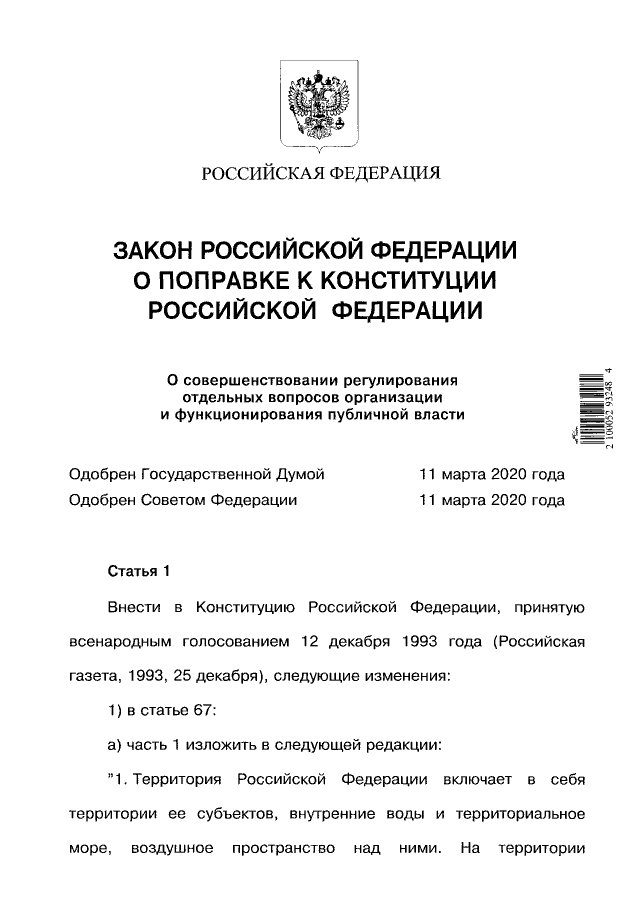 РОССИЙСКАЯ ФЕДЕРАЦИЯ
ЗАКОН РОССИЙСКОЙ ФЕДЕРАЦИИ
О ПОПРАВКЕ К КОНСТИТУЦИИ
РОССИЙСКОЙ ФЕДЕРАЦИИ
О совершенствовании регулирования
отдельных вопросов организации
и функционирования публичной власти
2 100052 93248 4
Одобрен Государственной Думой 11 марта 2020 года
Одобрен Советом Федерации 11 марта 2020 года
Статья 1
Внести в Конституцию Российской Федерации, принятую
всенародным голосованием 12 декабря 1993 года (Российская
газета, 1993, 25 декабря), следующие изменения:
1) в статье 67:
а) часть 1 изложить в следующей редакции:
"1. Территория Российской Федерации включает в себя
территории ее субъектов, внутренние воды и территориальное
море, воздушное пространство над ними. На территории